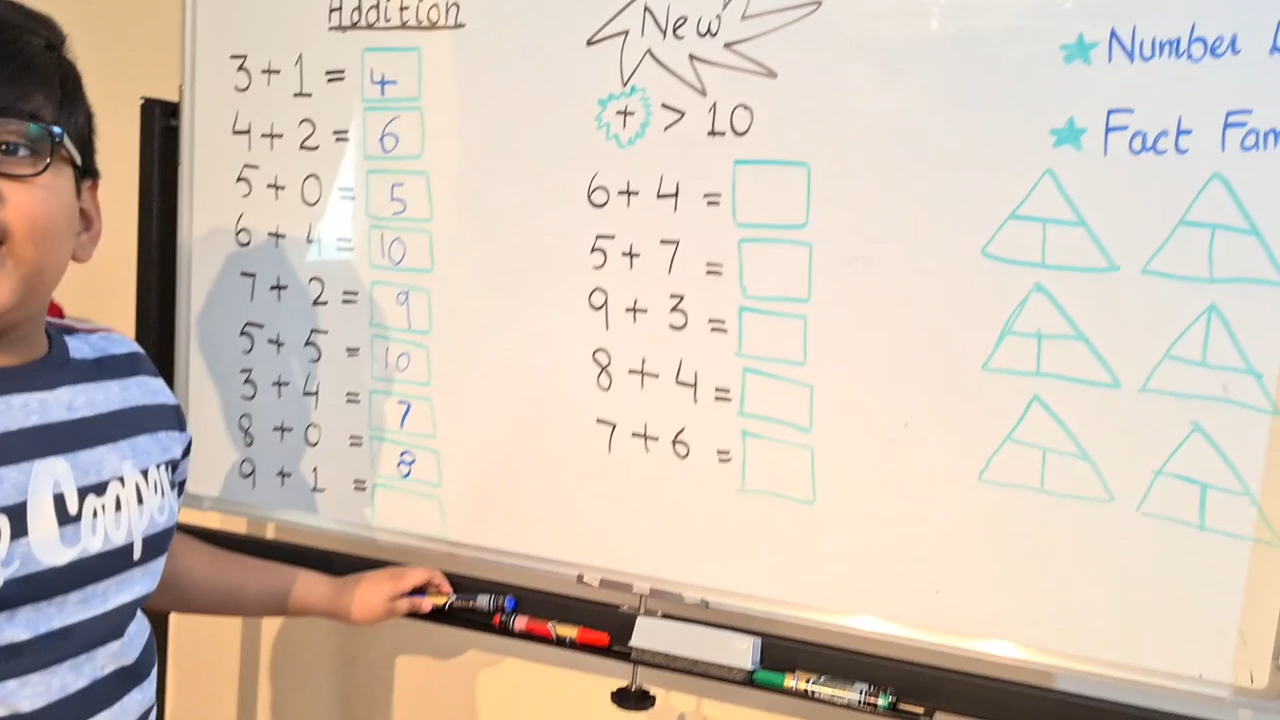 Addition
3 + 1 = 4
4 + 2 = 6
5 + 0 = 5
6 + 4 = 10
7 + 2 = 9
5 + 5 = 10
3 + 4 = 7
8 + 0 = 8
9 + 1 =
New
+ > 10
6 + 4 =
5 + 7 =
9 + 3 =
8 + 4 =
7 + 6 =
Number
Fact Fam
Cooper